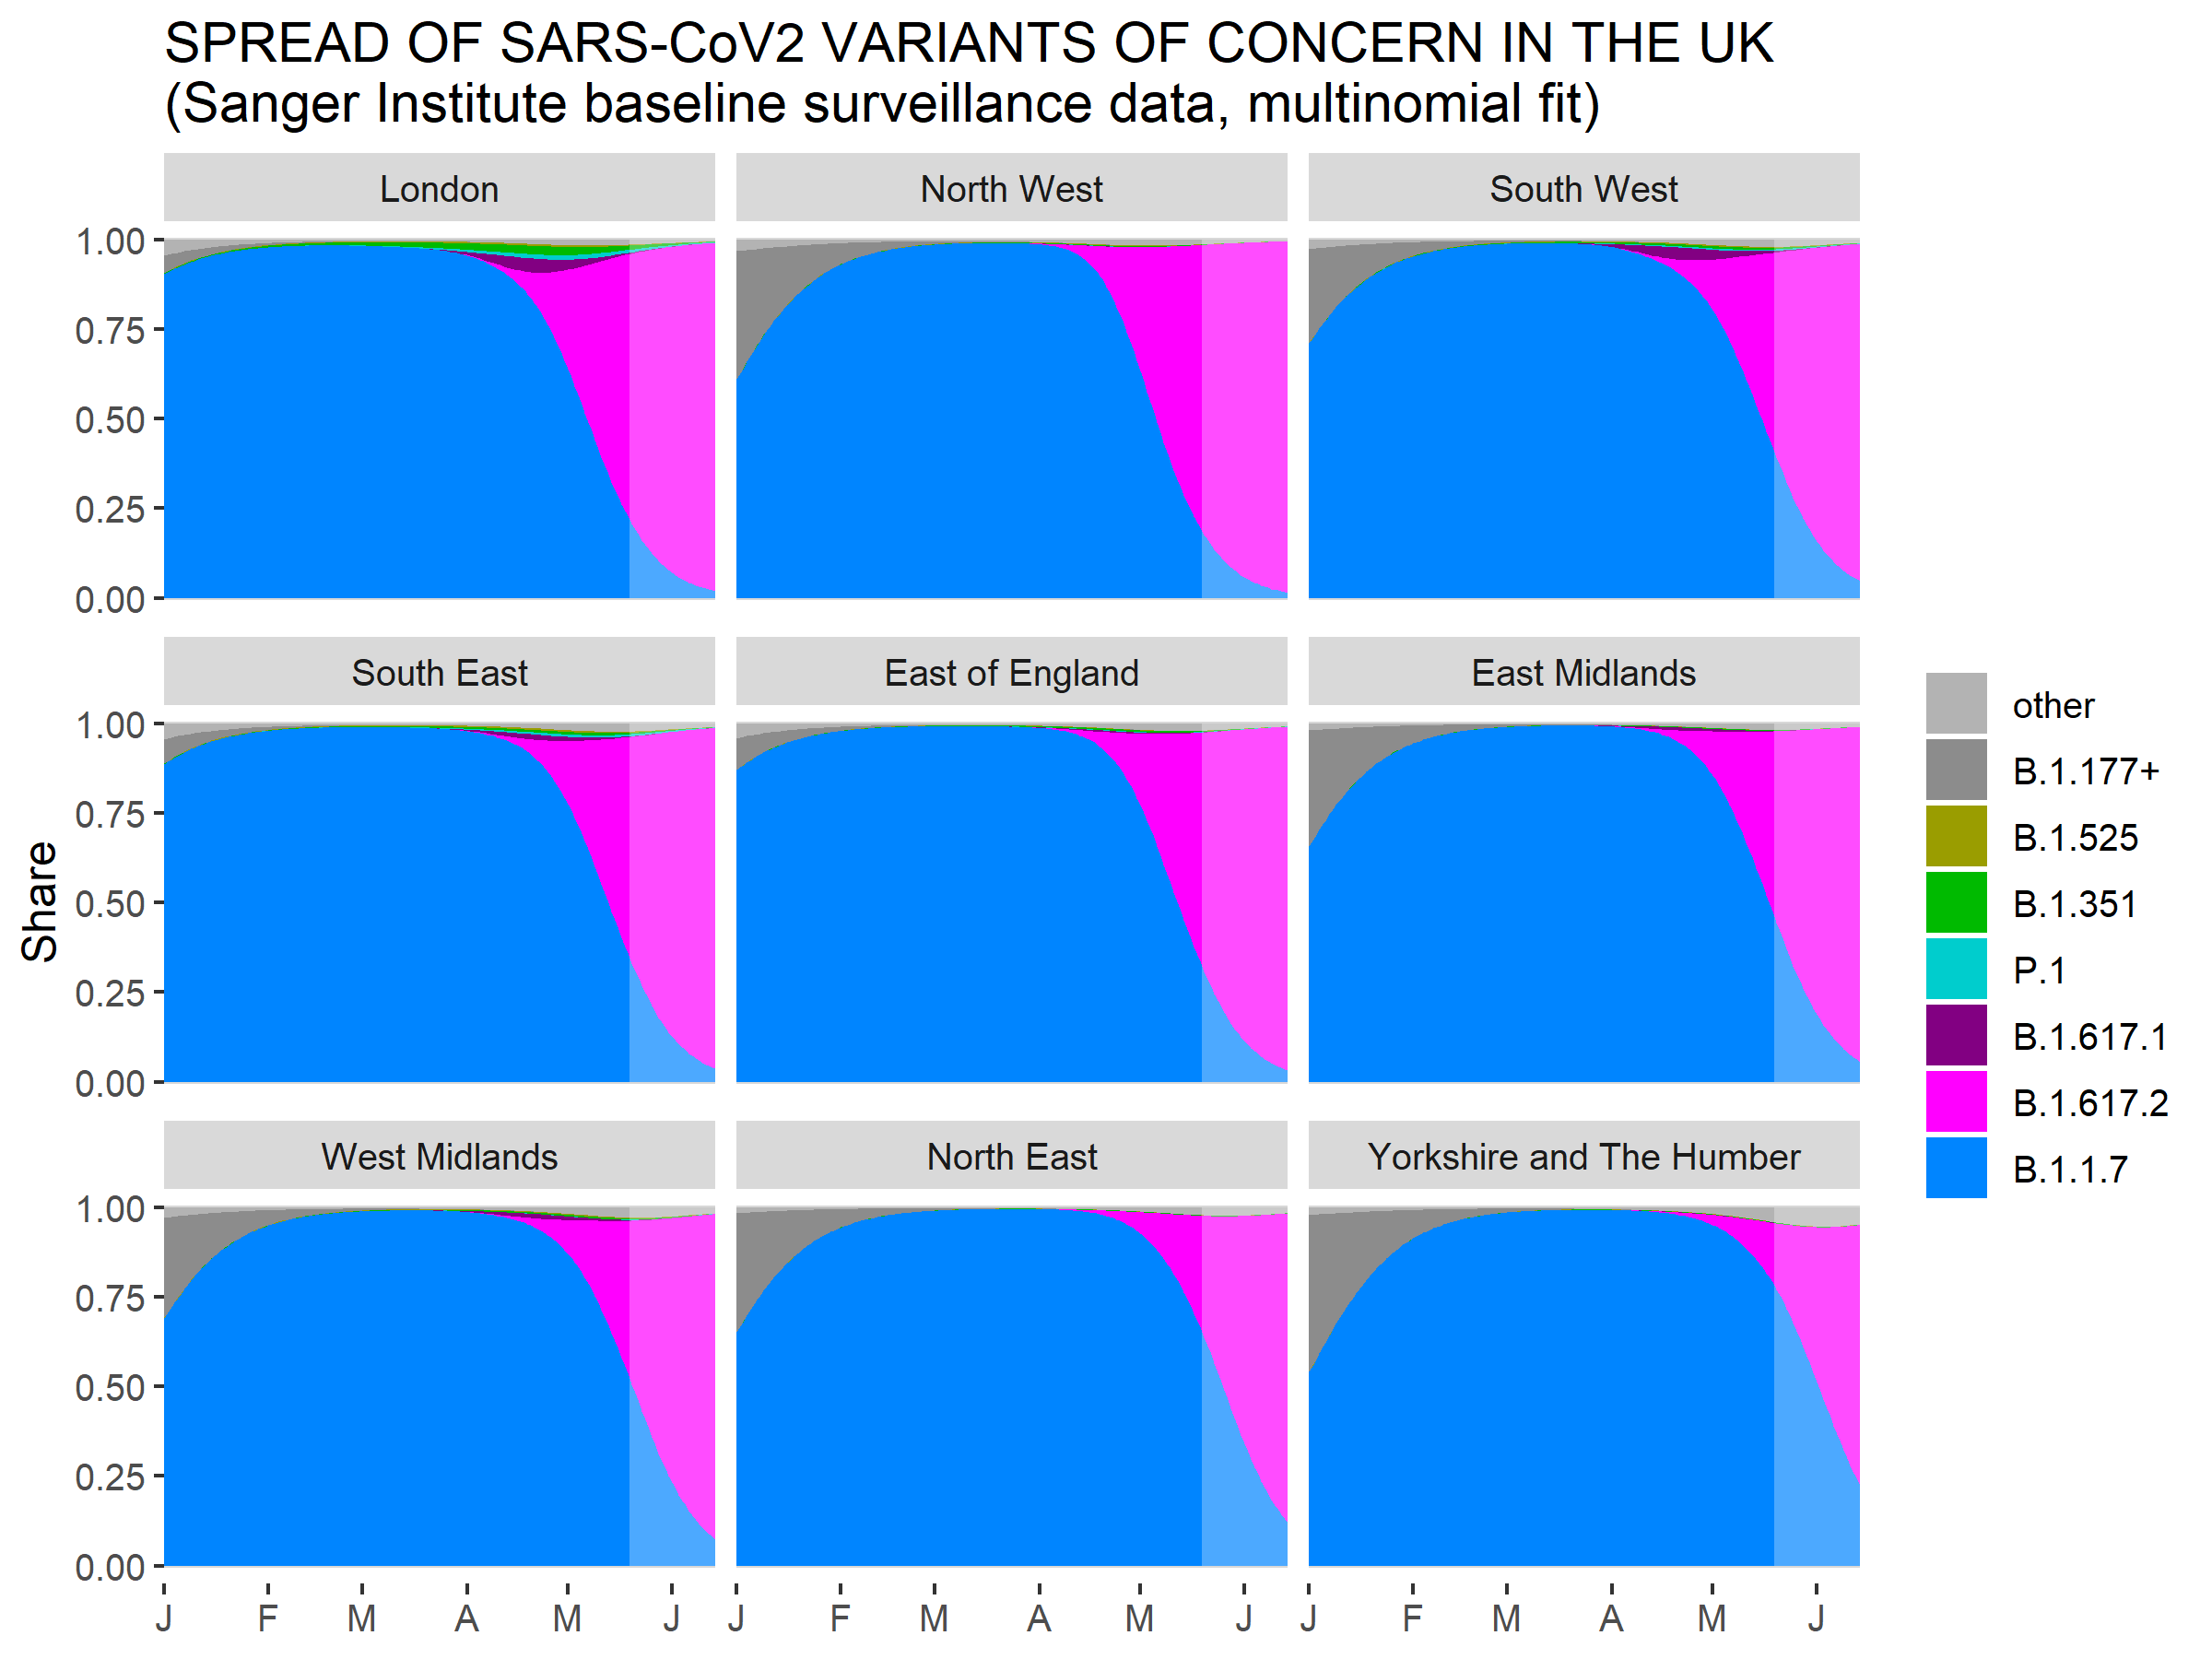 SPREAD OF SARS-CoV2 VARIANTS OF CONCERN IN THE UK
(Sanger Institute baseline surveillance data, multinomial fit)
London
North West
South West
1.00
0.75
0.50
0.25
0.00
South East
East of England
East Midlands
1.00
0.75
0.50
0.25
0.00
Share
West Midlands
North East
Yorkshire and The Humber
1.00
0.75
0.50
0.25
0.00
J F M A M J
J F M A M J
J F M A M J
other
B.1.177+
B.1.525
B.1.351
P.1
B.1.617.1
B.1.617.2
B.1.1.7